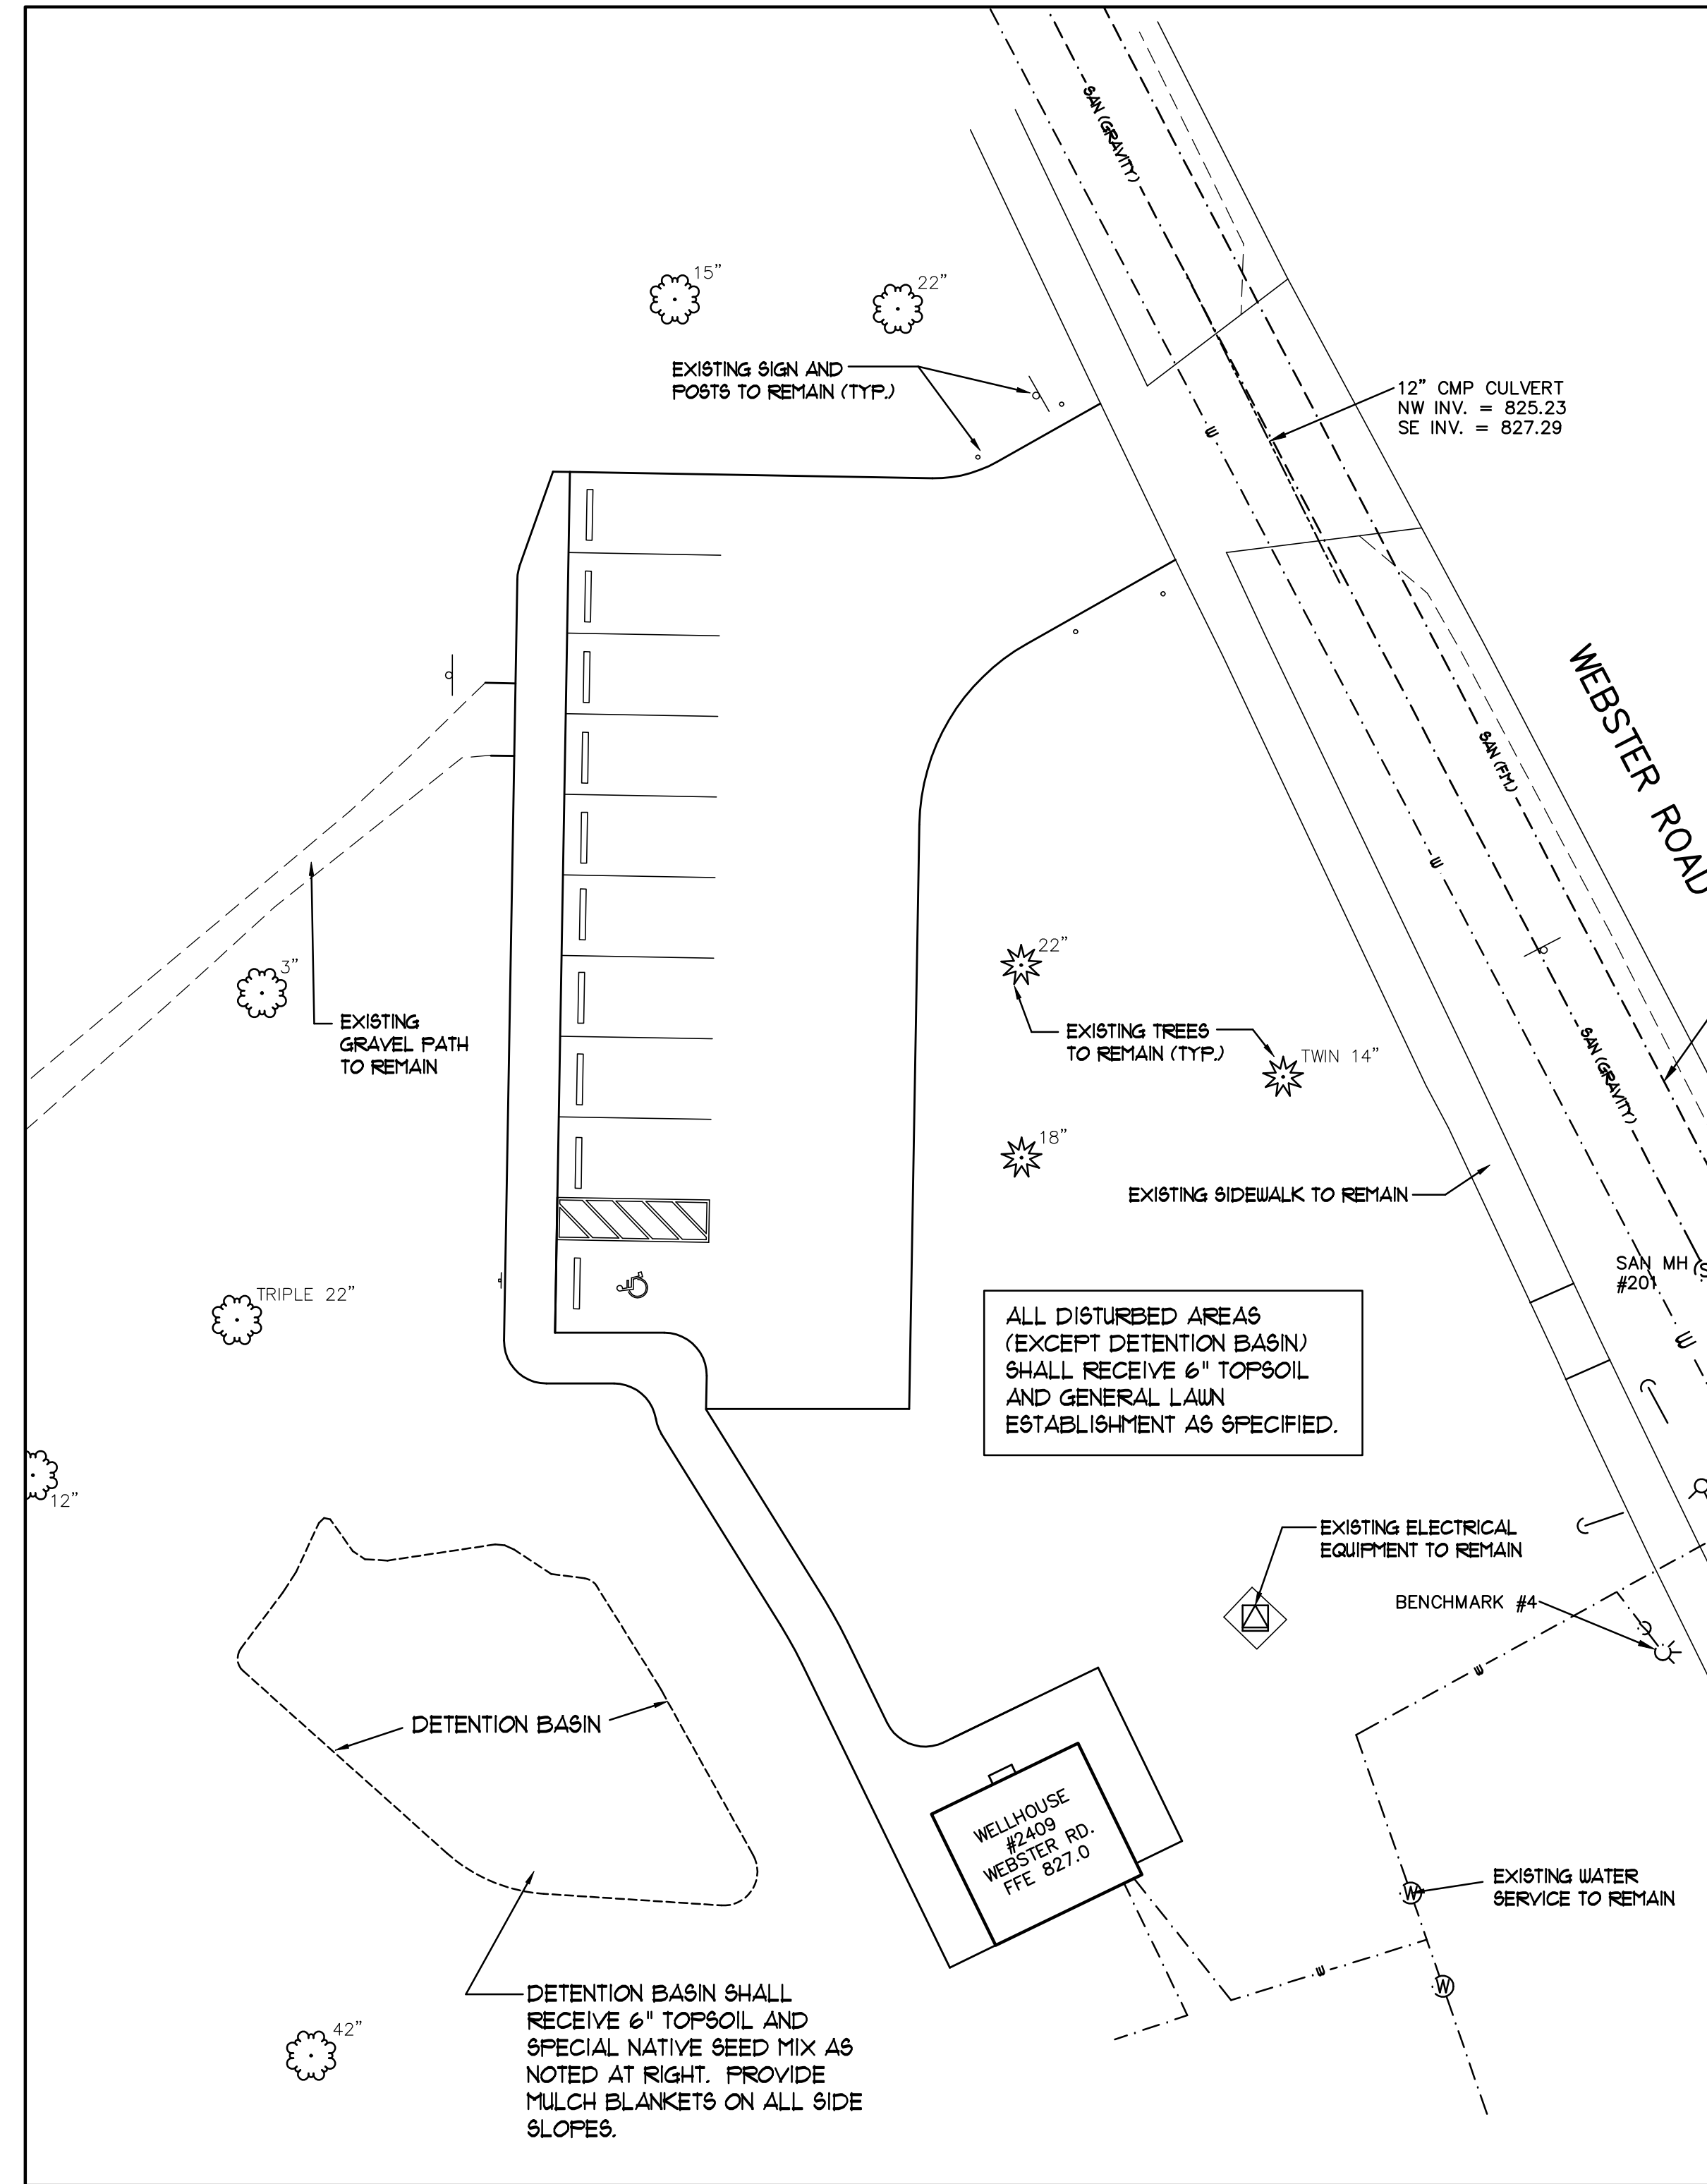 SAN (GRAVITY)
15"
22"
EXISTING SIGN AND
POSTS TO REMAIN (TYP.)
12" CMP CULVERT
NW INV. = 825.23
SE INV. = 827.29
E
WEBSTER ROAD
SAN (F.M.)
E
22"
3"
EXISTING
GRAVEL PATH
TO REMAIN
EXISTING TREES
TO REMAIN (TYP.)
TWIN 14"
SAN (GRAVITY)
18"
EXISTING SIDEWALK TO REMAIN
SAN MH
#201
S
TRIPLE 22"
ALL DISTURBED AREAS
(EXCEPT DETENTION BASIN)
SHALL RECEIVE 6" TOPSOIL
AND GENERAL LAWN
ESTABLISHMENT AS SPECIFIED.
E
12"
EXISTING ELECTRICAL
EQUIPMENT TO REMAIN
BENCHMARK #4
W
DETENTION BASIN
WELLHOUSE
#2409
WEBSTER RD.
FFE 827.0
EXISTING WATER
SERVICE TO REMAIN
W
W
W
DETENTION BASIN SHALL
RECEIVE 6" TOPSOIL AND
SPECIAL NATIVE SEED MIX AS
NOTED AT RIGHT. PROVIDE
MULCH BLANKETS ON ALL SIDE
SLOPES.
42"